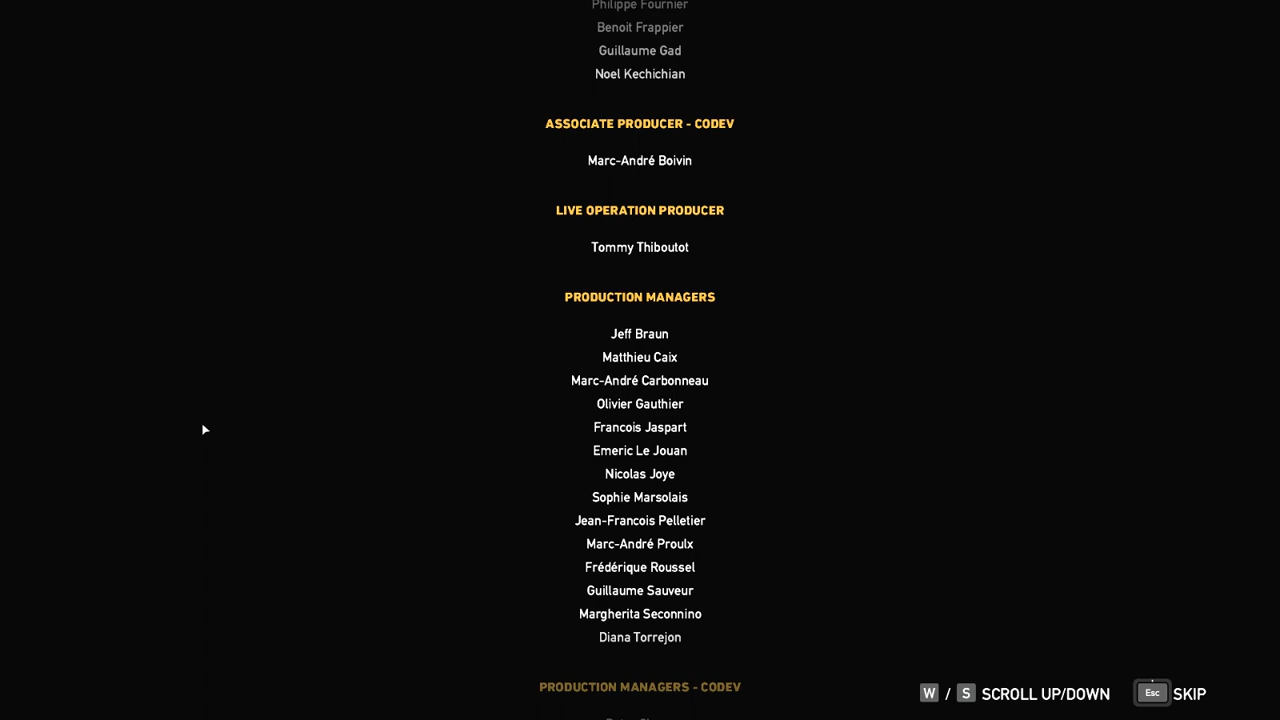 Philippe Fournier
Benoit Frappier
Guillaume Gad
Noel Kechichian
ASSOCIATE PRODUCER - CODEV
Marc-André Boivin
LIVE OPERATION PRODUCER
Tommy Thiboutot
PRODUCTION MANAGERS
Jeff Braun
Matthieu Caix
Marc-André Carbonneau
Olivier Gauthier
Francois Jaspart
Emeric Le Jouan
Nicolas Joye
Sophie Marsolais
Jean-Francois Pelletier
Marc-André Proulx
Frédérique Roussel
Guillaume Sauveur
Margherita Seconnino
Diana Torrejon
PRODUCTION MANAGERS - CODEV
W / S SCROLL UP/DOWN Esc SKIP